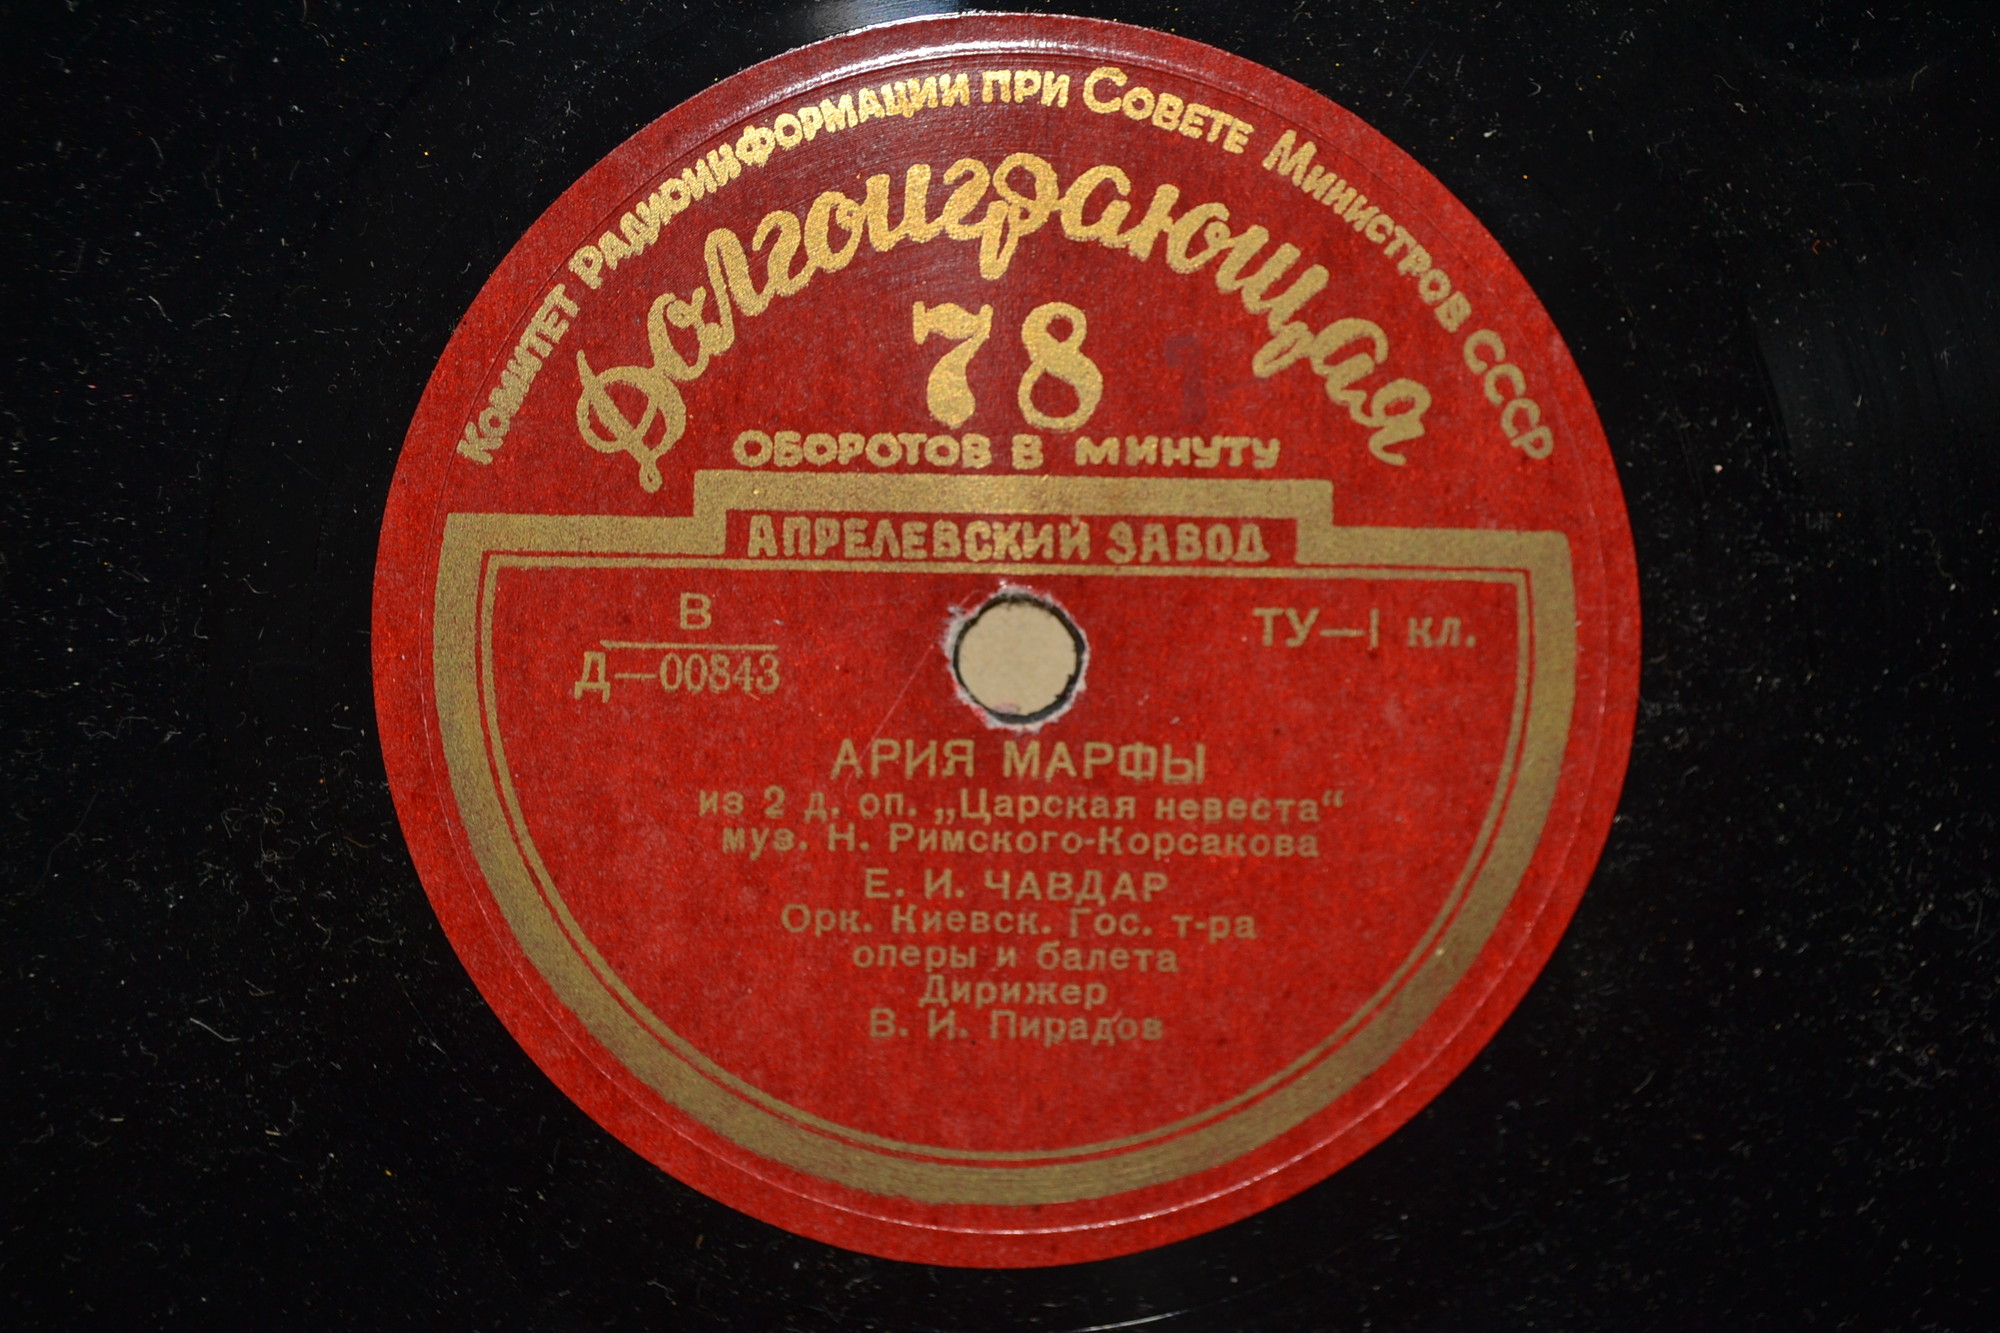 Комитет Радиоинформации при Совете Министров СССР
Долгоиграющая
78
ОБОРОТОВ В МИНУТУ
АПРЕЛЕВСКИЙ ЗАВОД
В
Д—00843
ТУ—I кл.
АРИЯ МАРФЫ
из 2 д. оп. „Царская невеста“
муз. Н. Римского-Корсакова
Е. И. ЧАВДАР
Орк. Киевск. Гос. т-ра
оперы и балета
Дирижер
В. И. Пирадов